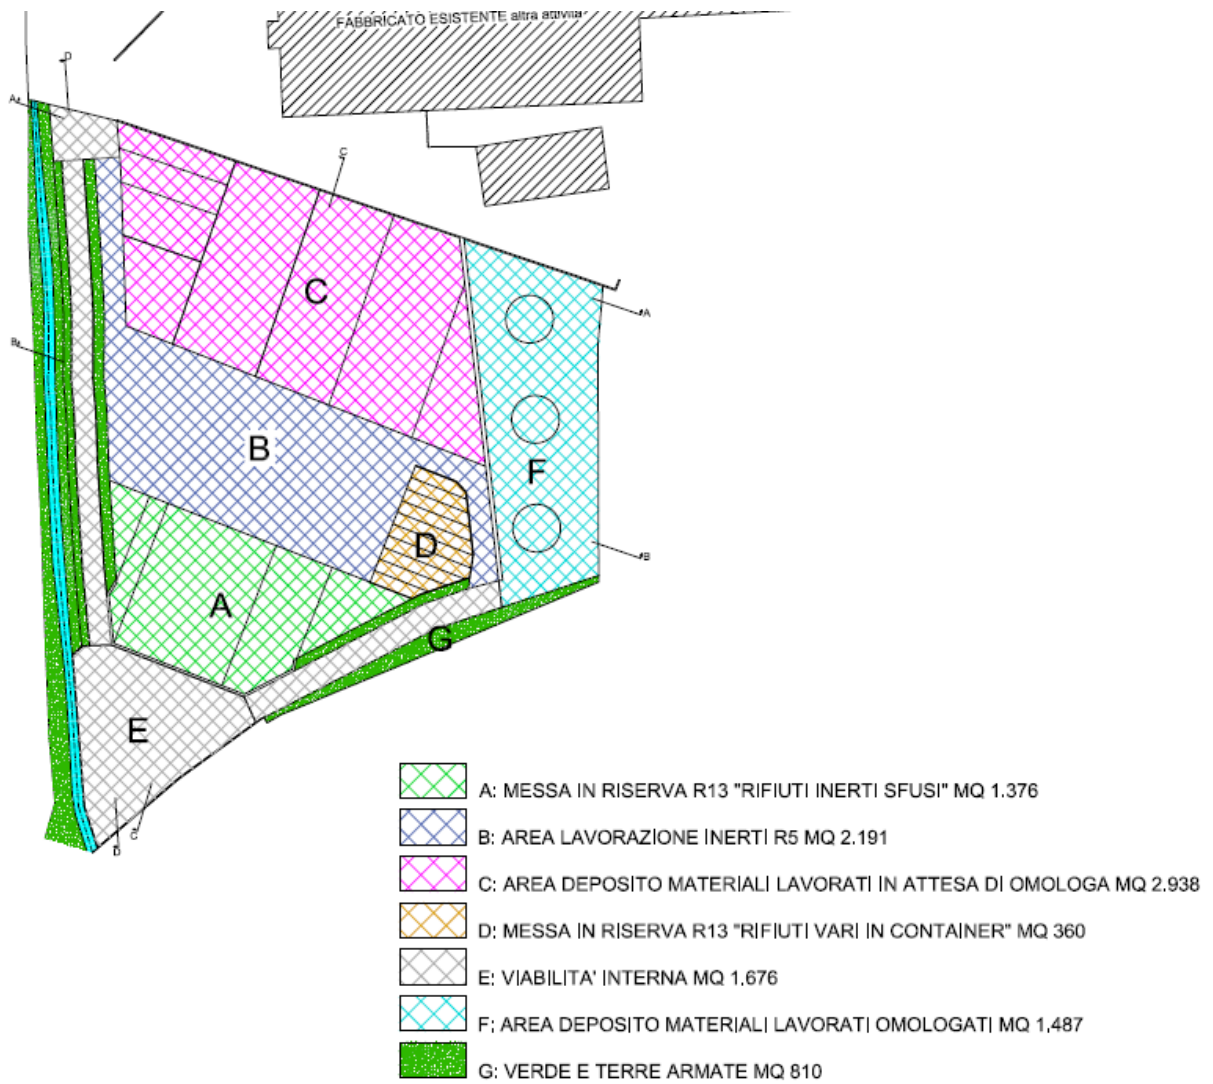 FABBRICATO ESISTENTE altra attività
D
A
C
C
A
B
B
F
D
B
A
G
E
C
D
A: MESSA IN RISERVA R13 "RIFIUTI INERTI SFUSI" MQ 1.376
B: AREA LAVORAZIONE INERTI R5 MQ 2.191
C: AREA DEPOSITO MATERIALI LAVORATI IN ATTESA DI OMOLOGA MQ 2.938
D: MESSA IN RISERVA R13 "RIFIUTI VARI IN CONTAINER" MQ 360
E: VIABILITA' INTERNA MQ 1.676
F: AREA DEPOSITO MATERIALI LAVORATI OMOLOGATI MQ 1.487
G: VERDE E TERRE ARMATE MQ 810